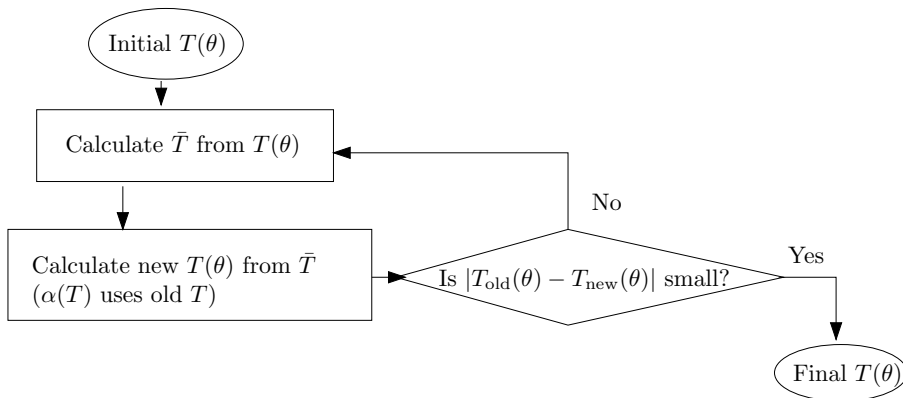 Initial T(θ)
Calculate T̄ from T(θ)
Calculate new T(θ) from T̄
(α(T) uses old T)
Is |T_old(θ) − T_new(θ)| small?
No
Yes
Final T(θ)